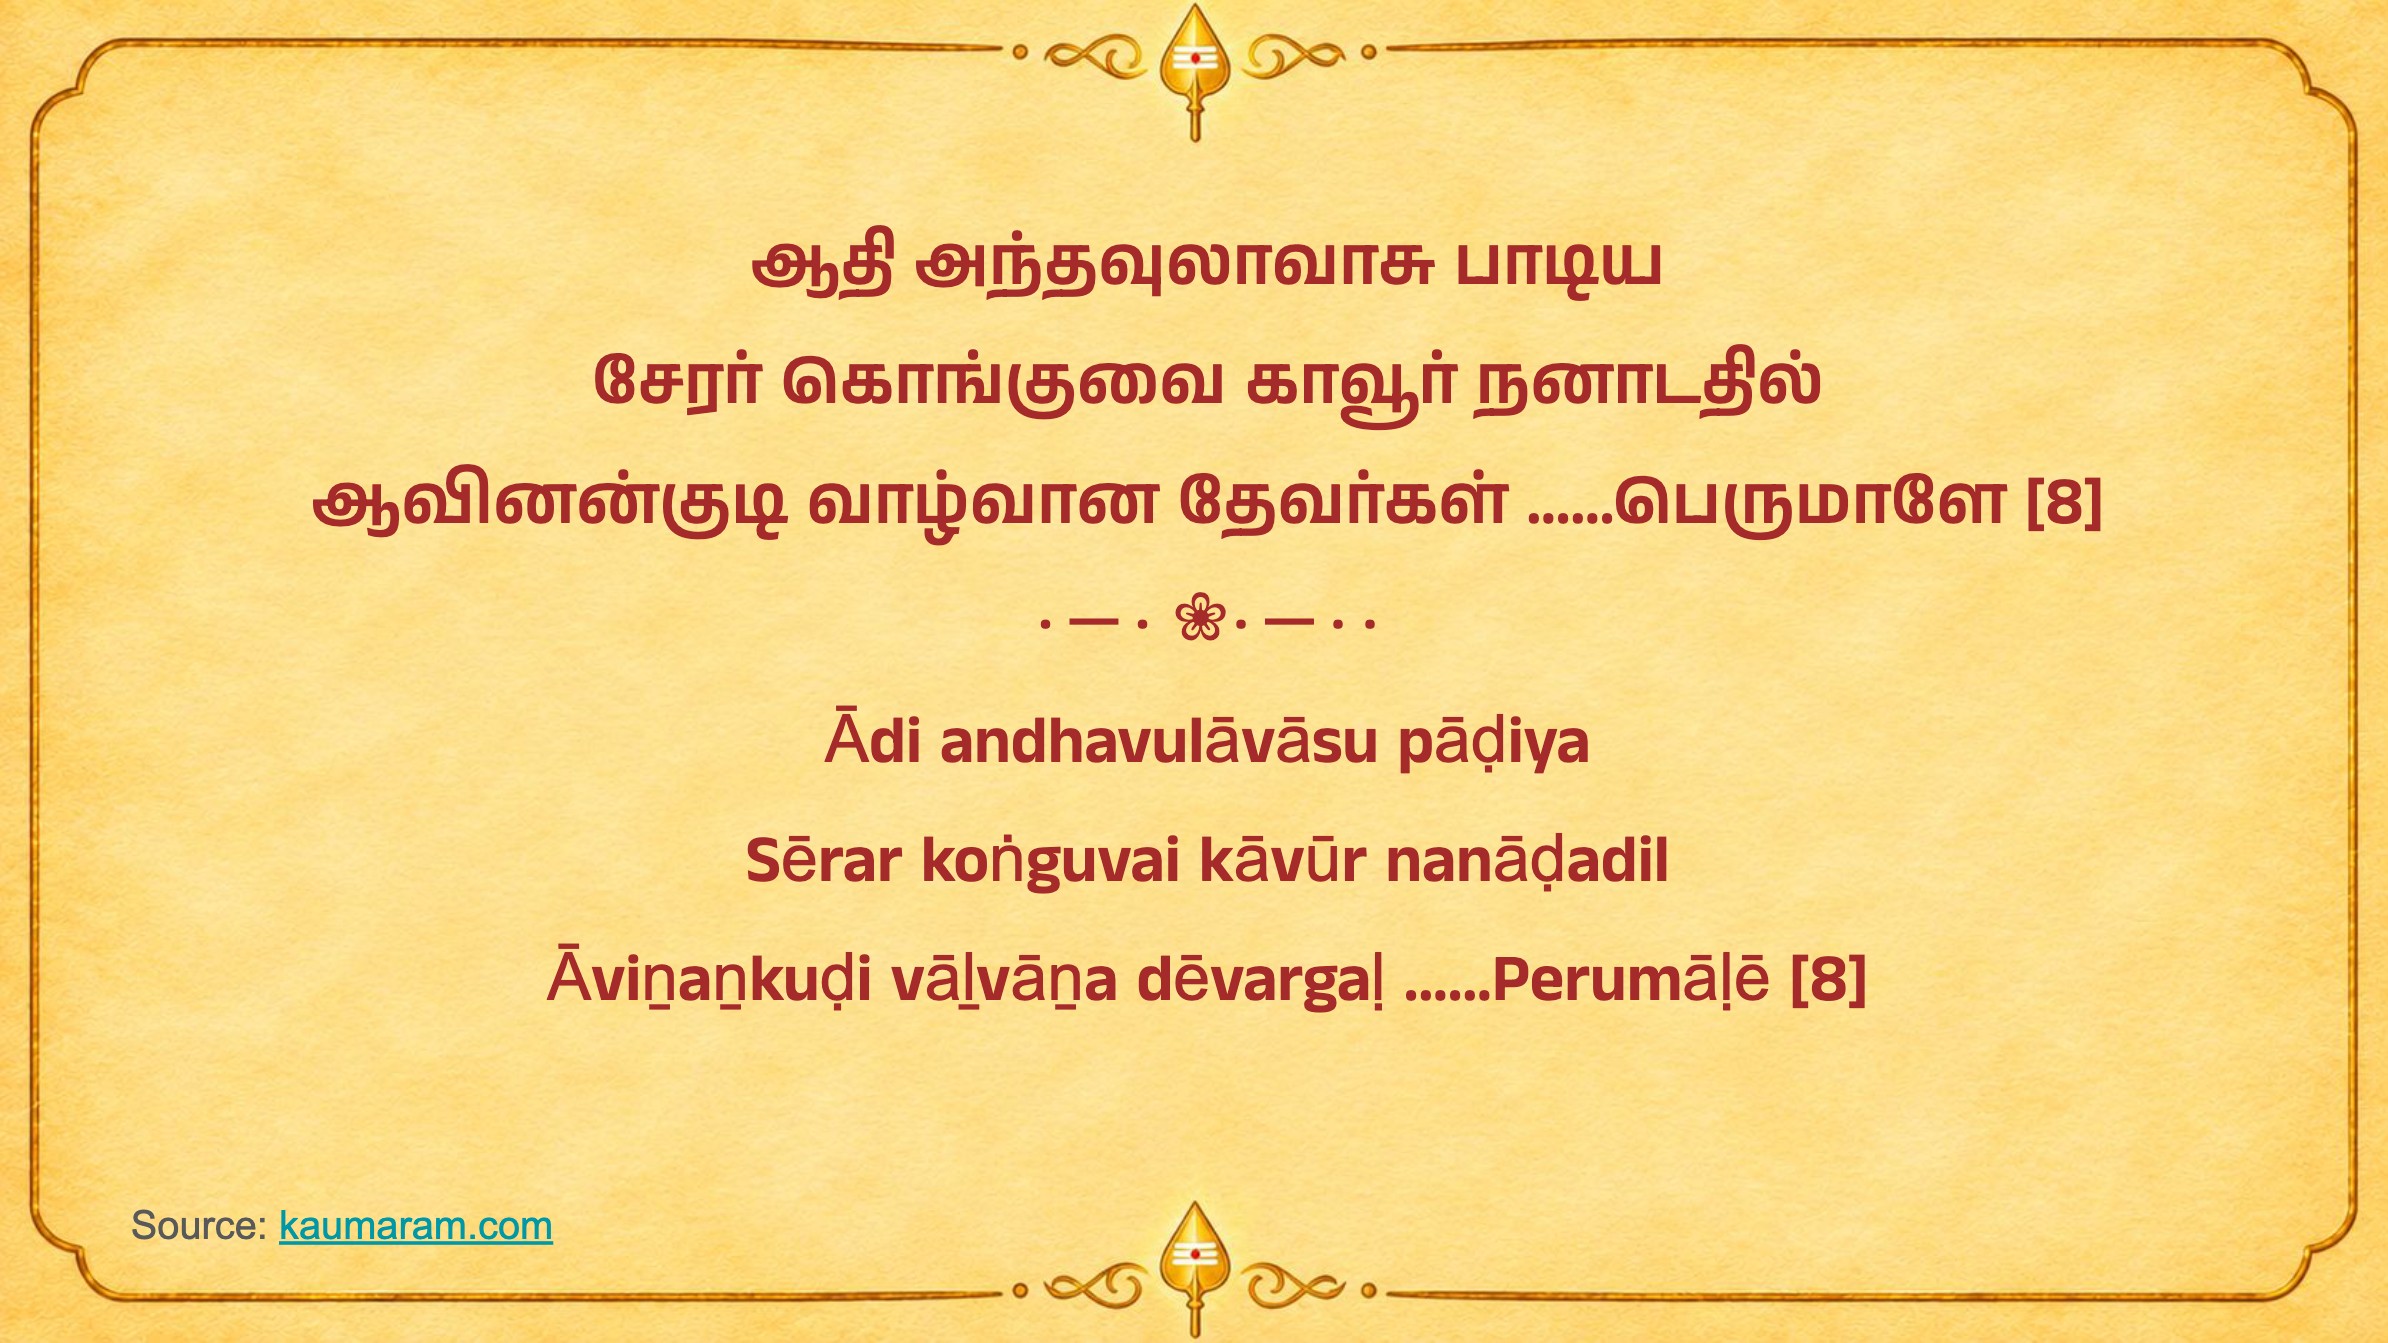 ஆதி அந்தவுலாவாசு பாடிய
சேரர் கொங்குவை காவூர் நனாடதில்
ஆவினன்குடி வாழ்வான தேவர்கள் ......பெருமாளே [8]
· — · ❀· — · ·
Ādi andhavulāvāsu pāḍiya
Sērar koṅguvai kāvūr nanāḍadil
Āviṉaṉkuḍi vāḻvāṉa dēvargaḷ ......Perumāḷē [8]
Source: kaumaram.com